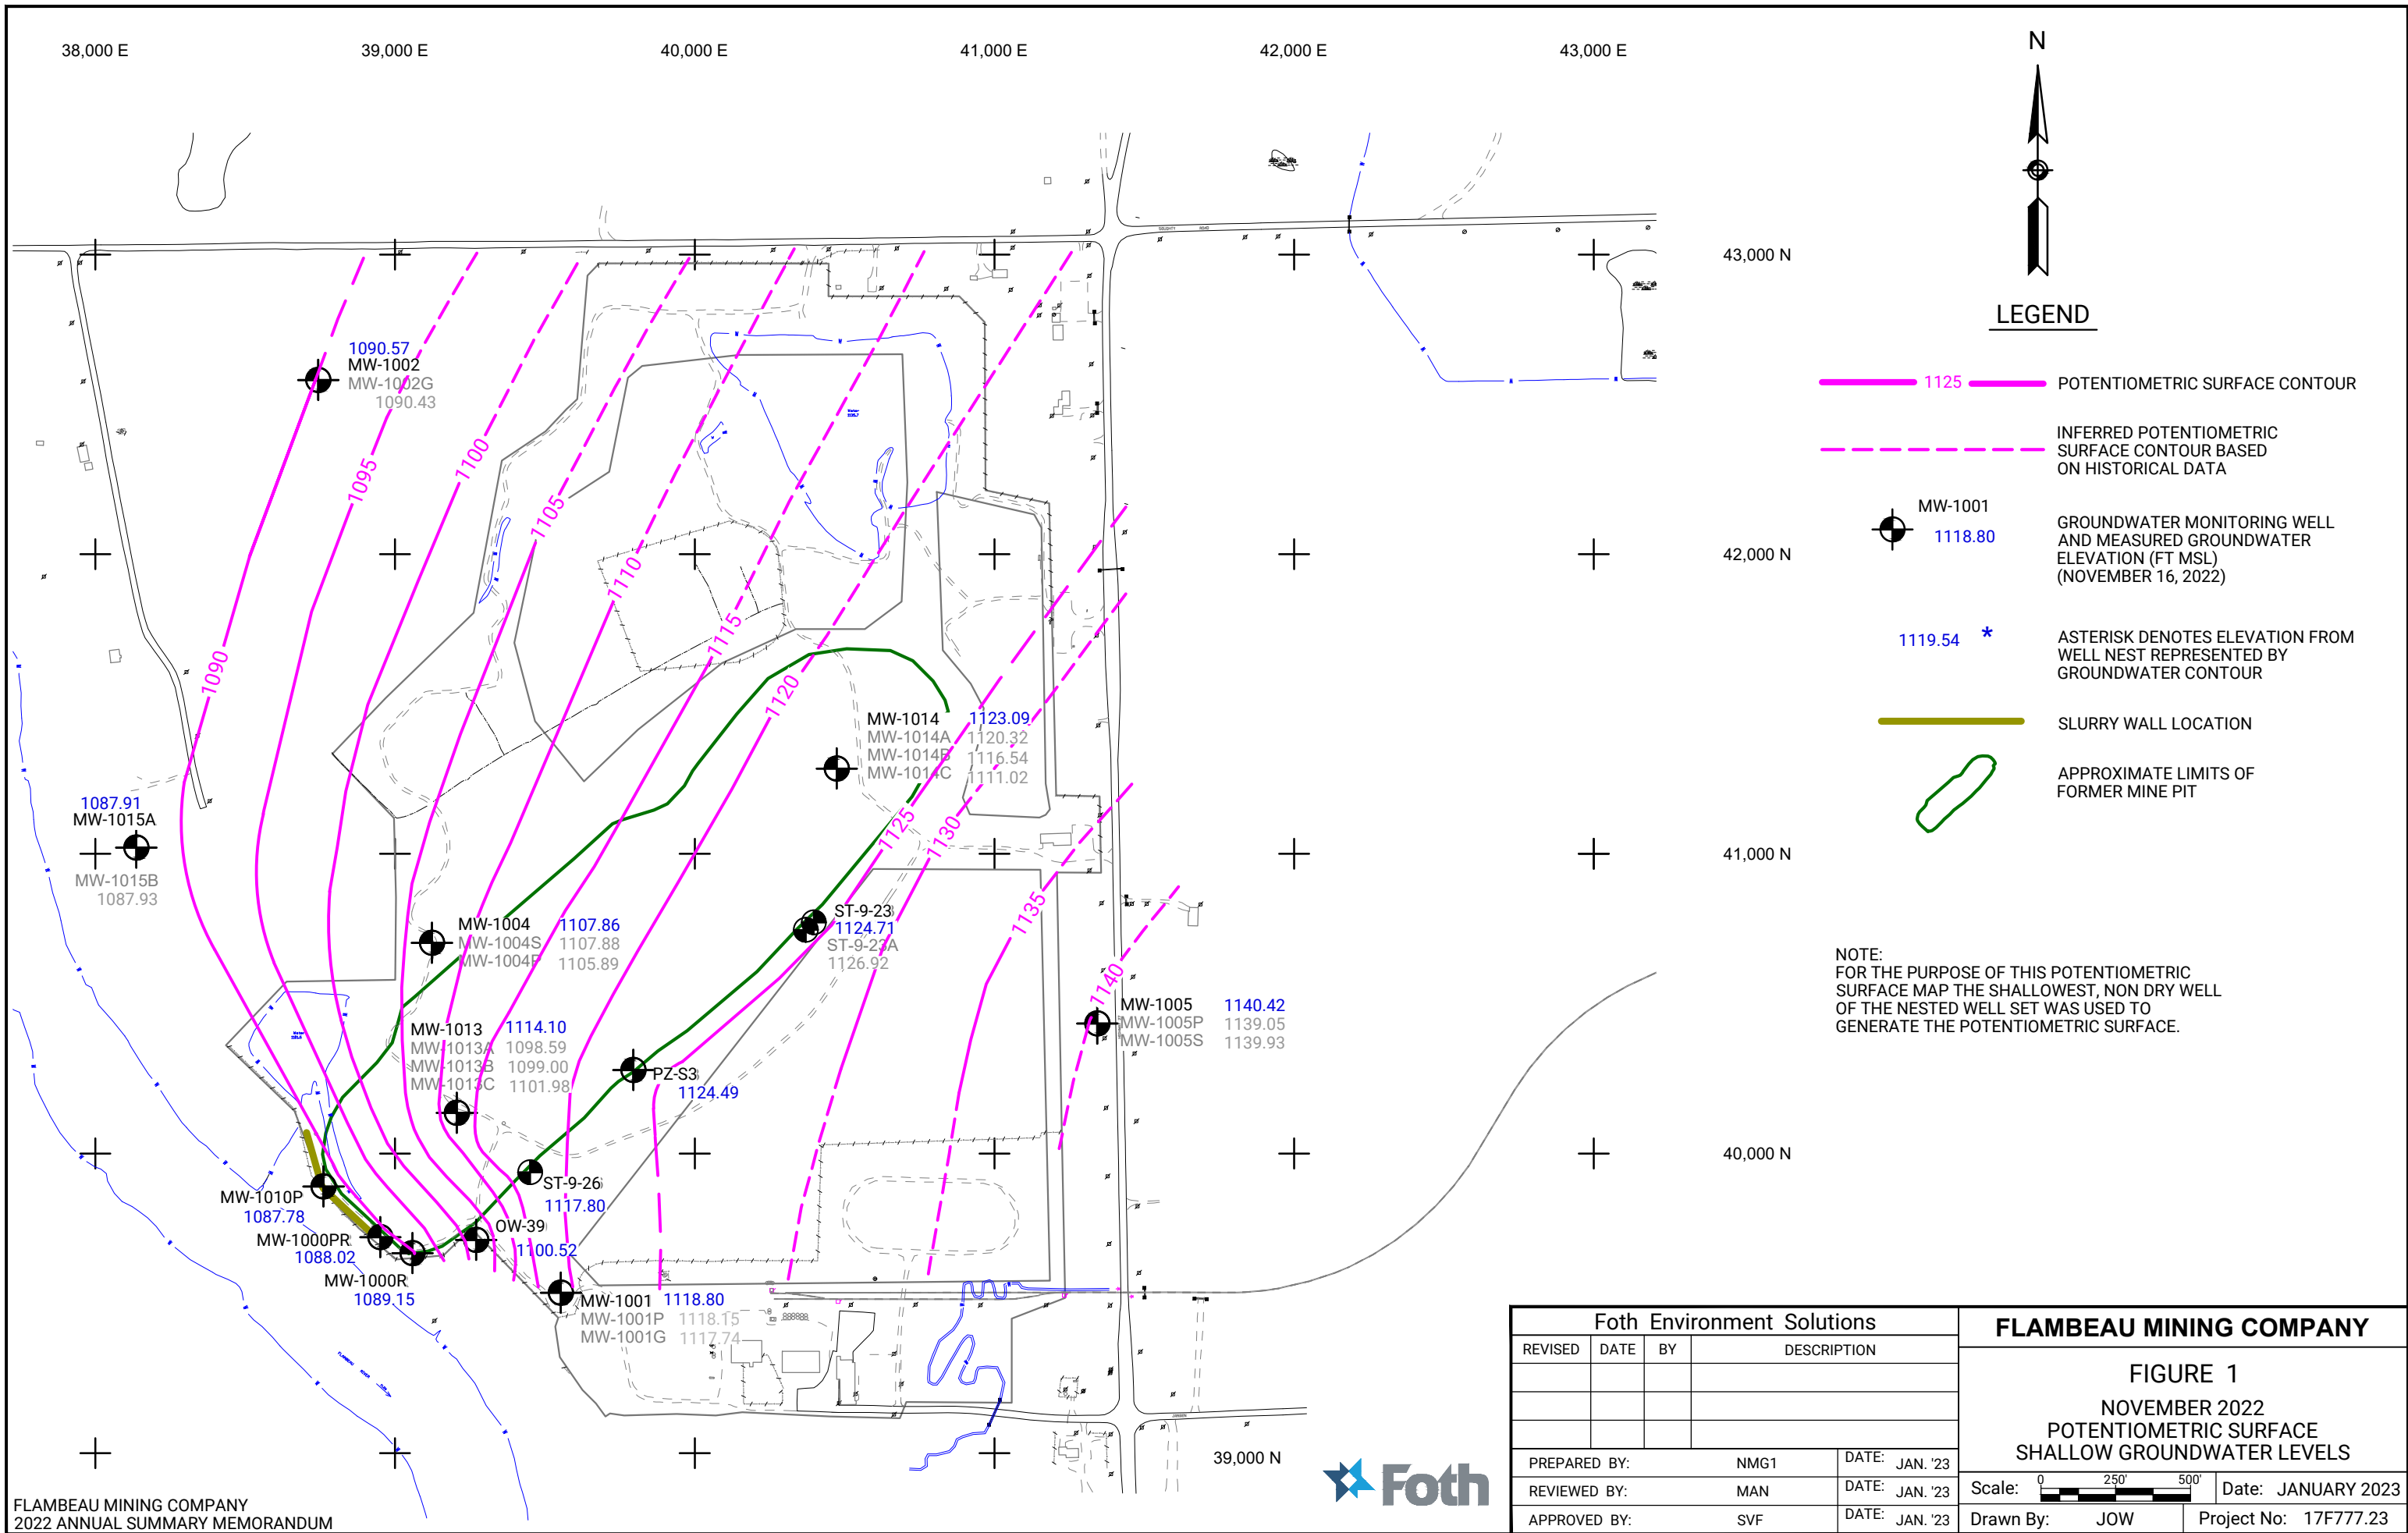 38,000 E
39,000 E
40,000 E
41,000 E
42,000 E
43,000 E
N
43,000 N
42,000 N
41,000 N
40,000 N
39,000 N
LEGEND
1125
POTENTIOMETRIC SURFACE CONTOUR
INFERRED POTENTIOMETRIC
SURFACE CONTOUR BASED
ON HISTORICAL DATA
MW-1001
1118.80
GROUNDWATER MONITORING WELL
AND MEASURED GROUNDWATER
ELEVATION (FT MSL)
(NOVEMBER 16, 2022)
1119.54 *
ASTERISK DENOTES ELEVATION FROM
WELL NEST REPRESENTED BY
GROUNDWATER CONTOUR
SLURRY WALL LOCATION
APPROXIMATE LIMITS OF
FORMER MINE PIT
NOTE:
FOR THE PURPOSE OF THIS POTENTIOMETRIC
SURFACE MAP THE SHALLOWEST, NON DRY WELL
OF THE NESTED WELL SET WAS USED TO
GENERATE THE POTENTIOMETRIC SURFACE.
1090.57
MW-1002
MW-1002G
1090.43
1090
1095
1100
1105
1110
1115
1120
1125
1130
1135
1140
MW-1014 1123.09
MW-1014A 1120.32
MW-1014B 1116.54
MW-1014C 1111.02
1087.91
MW-1015A
MW-1015B
1087.93
MW-1004 1107.86
MW-1004S 1107.88
MW-1004P 1105.89
ST-9-23
1124.71
ST-9-23A
1126.92
MW-1005 1140.42
MW-1005P 1139.05
MW-1005S 1139.93
MW-1013 1114.10
MW-1013A 1098.59
MW-1013B 1099.00
MW-1013C 1101.98
PZ-S3
1124.49
ST-9-26
1117.80
MW-1010P
1087.78
OW-39
1100.52
MW-1000PR
1088.02
MW-1000R
1089.15
MW-1001 1118.80
MW-1001P 1118.15
MW-1001G 1117.74
FLAMBEAU RIVER
Foth
Foth Environment Solutions
REVISED DATE BY DESCRIPTION
PREPARED BY: NMG1 DATE: JAN. '23
REVIEWED BY: MAN DATE: JAN. '23
APPROVED BY: SVF DATE: JAN. '23
FLAMBEAU MINING COMPANY
FIGURE 1
NOVEMBER 2022
POTENTIOMETRIC SURFACE
SHALLOW GROUNDWATER LEVELS
Scale: 0 250' 500' Date: JANUARY 2023
Drawn By: JOW Project No: 17F777.23
FLAMBEAU MINING COMPANY
2022 ANNUAL SUMMARY MEMORANDUM